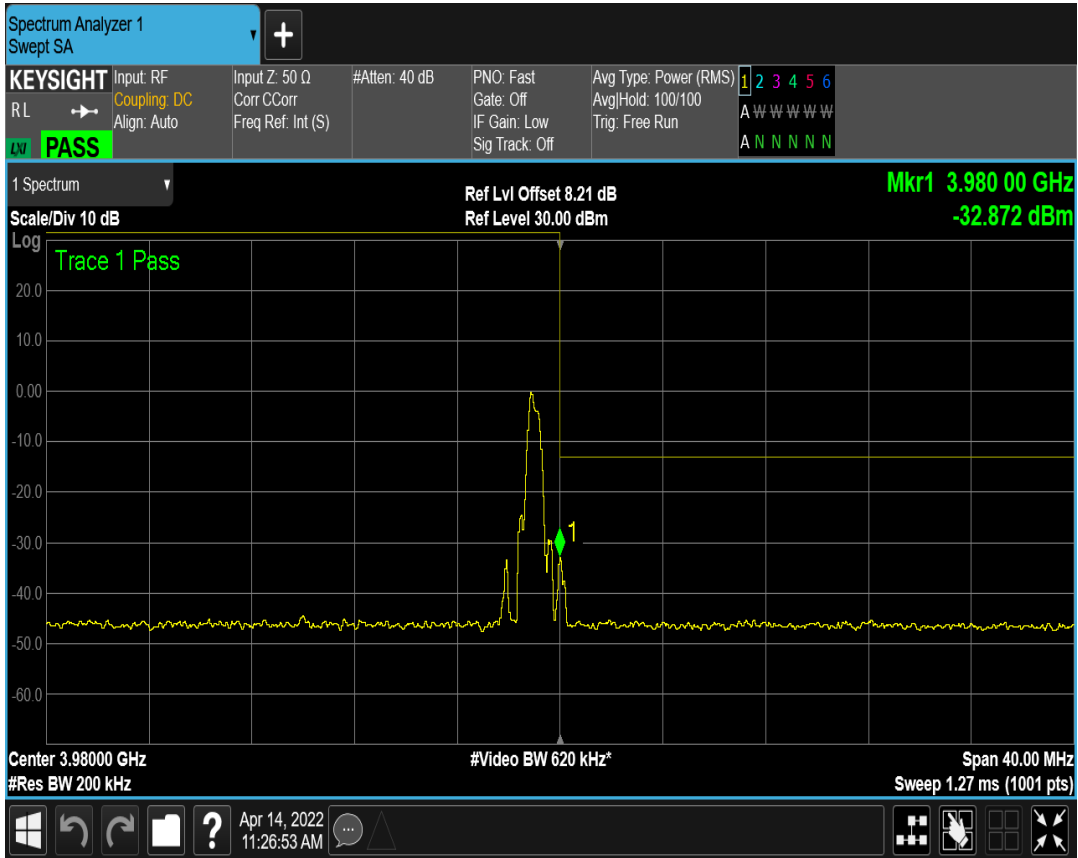 Spectrum Analyzer 1
Swept SA
+
KEYSIGHT
R L
LXI PASS
Input: RF
Coupling: DC
Align: Auto
Input Z: 50 Ω
Corr CCorr
Freq Ref: Int (S)
#Atten: 40 dB
PNO: Fast
Gate: Off
IF Gain: Low
Sig Track: Off
Avg Type: Power (RMS)
Avg|Hold: 100/100
Trig: Free Run
1 2 3 4 5 6
A W W W W W
A N N N N N
1 Spectrum
Scale/Div 10 dB
Ref Lvl Offset 8.21 dB
Ref Level 30.00 dBm
Mkr1 3.980 00 GHz
-32.872 dBm
Log
Trace 1 Pass
20.0
10.0
0.00
-10.0
-20.0
-30.0
-40.0
-50.0
-60.0
1
Center 3.98000 GHz
#Res BW 200 kHz
#Video BW 620 kHz*
Span 40.00 MHz
Sweep 1.27 ms (1001 pts)
?
Apr 14, 2022
11:26:53 AM